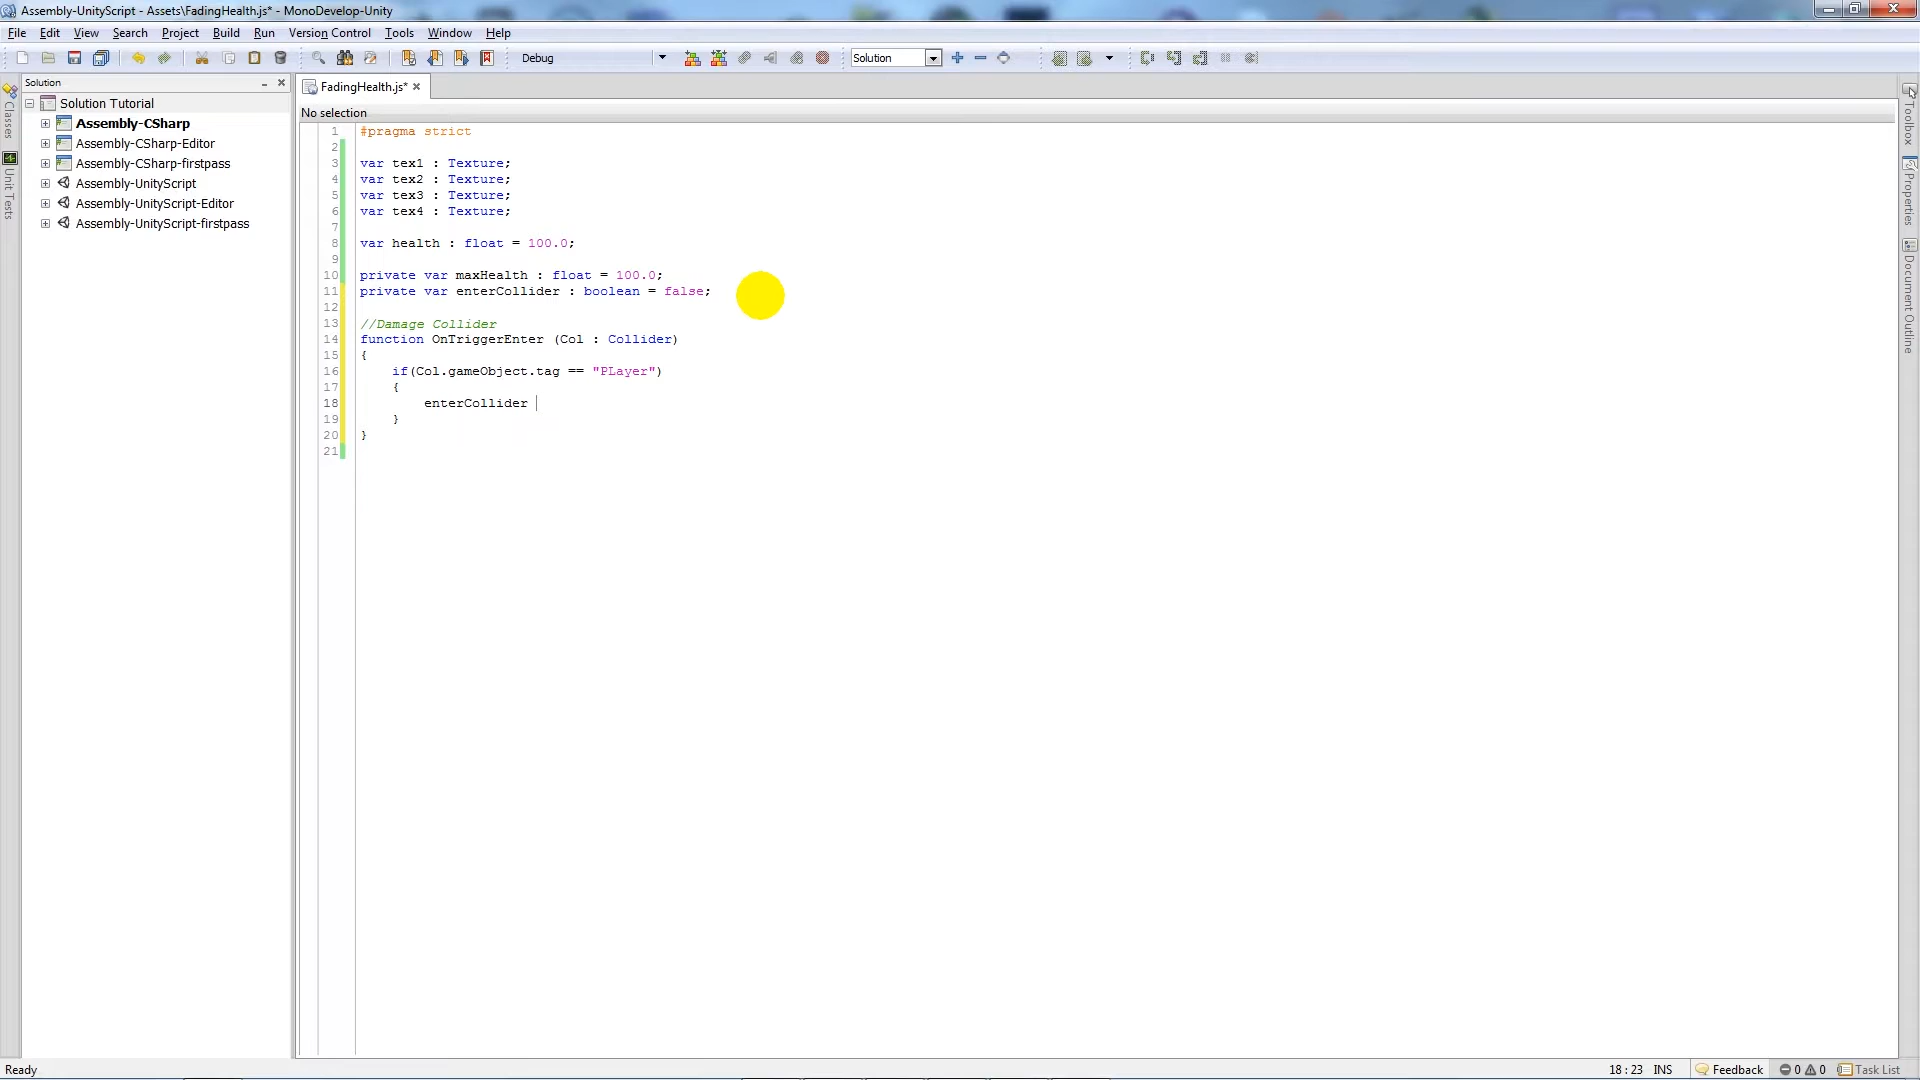 Assembly-UnityScript - Assets\FadingHealth.js* - MonoDevelop-Unity
File Edit View Search Project Build Run Version Control Tools Window Help
Debug Solution
Solution
FadingHealth.js*
No selection
Solution Tutorial
Assembly-CSharp
Assembly-CSharp-Editor
Assembly-CSharp-firstpass
Assembly-UnityScript
Assembly-UnityScript-Editor
Assembly-UnityScript-firstpass
Classes
Unit Tests
1 #pragma strict
2
3 var tex1 : Texture;
4 var tex2 : Texture;
5 var tex3 : Texture;
6 var tex4 : Texture;
7
8 var health : float = 100.0;
9
10 private var maxHealth : float = 100.0;
11 private var enterCollider : boolean = false;
12
13 //Damage Collider
14 function OnTriggerEnter (Col : Collider)
15 {
16 if(Col.gameObject.tag == "PLayer")
17 {
18 enterCollider
19 }
20 }
21
Toolbox
Properties
Document Outline
Ready 18 : 23 INS Feedback 0 0 Task List